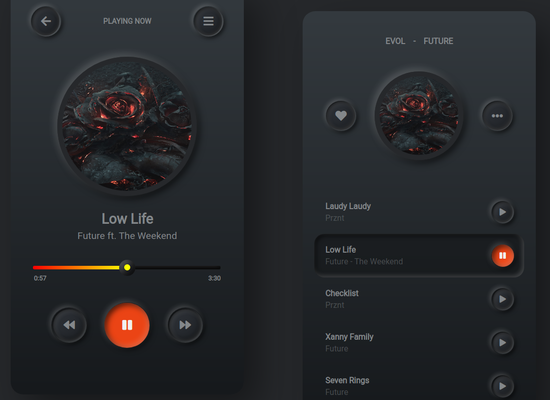 PLAYING NOW
Low Life
Future ft. The Weekend
0:57
3:30
EVOL - FUTURE
Laudy Laudy
Prznt
Low Life
Future - The Weekend
Checklist
Prznt
Xanny Family
Future
Seven Rings
Future